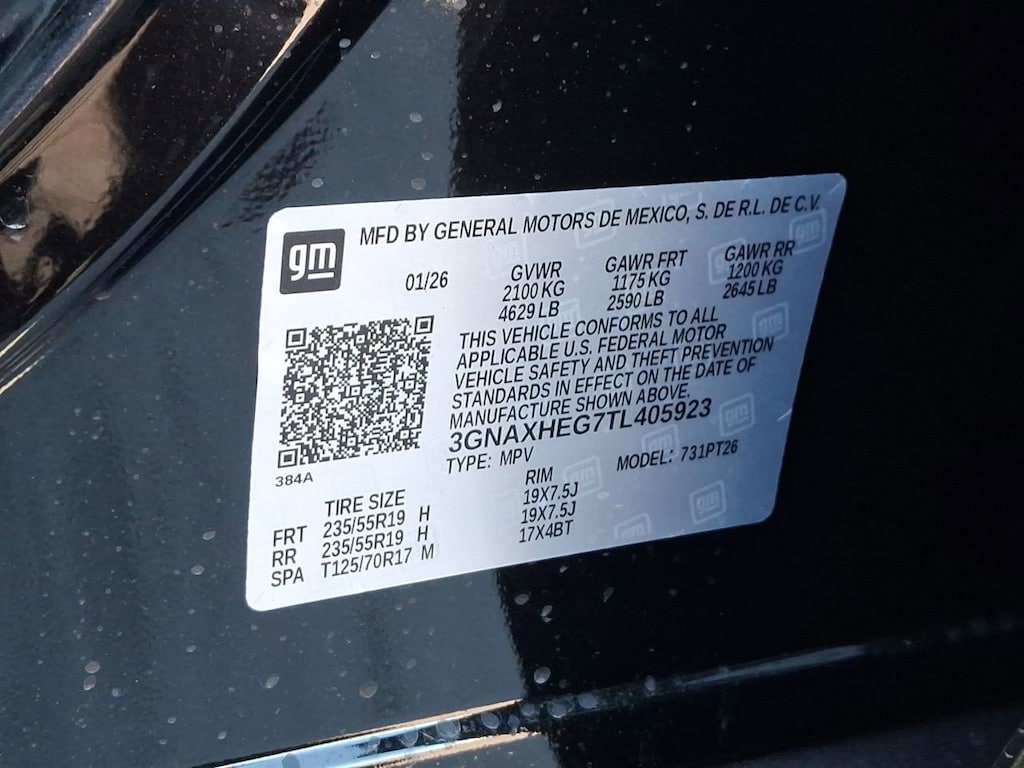 gm
MFD BY GENERAL MOTORS DE MEXICO, S. DE R.L. DE C.V.
01/26
GVWR GAWR FRT GAWR RR
2100 KG 1175 KG 1200 KG
4629 LB 2590 LB 2645 LB
THIS VEHICLE CONFORMS TO ALL
APPLICABLE U.S. FEDERAL MOTOR
VEHICLE SAFETY AND THEFT PREVENTION
STANDARDS IN EFFECT ON THE DATE OF
MANUFACTURE SHOWN ABOVE.
3GNAXHEG7TL405923
TYPE: MPV MODEL: 731PT26
384A
TIRE SIZE RIM
FRT 235/55R19 H 19X7.5J
RR 235/55R19 H 19X7.5J
SPA T125/70R17 M 17X4BT